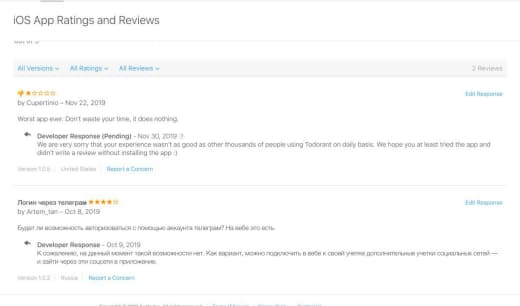 iOS App Ratings and Reviews
out of 5
All Versions All Ratings All Reviews 2 Reviews
Edit Response
by Cupertinio – Nov 22, 2019
Worst app ever. Don't waste your time, it does nothing.
Developer Response (Pending) – Nov 30, 2019 ?
We are very sorry that your experience wasn't as good as other thousands of people using Todorant on daily basis. We hope you at least tried the app and
didn't write a review without installing the app :)
Version 1.0.5 United States Report a Concern
Логин через телеграм Edit Response
by Artem_tan – Oct 8, 2019
Будет ли возможность авторизоваться с помощью аккаунта телеграм? На вебе это есть.
Developer Response – Oct 9, 2019
К сожалению, на данный момент такой возможности нет. Как вариант, можно подключить в вебе к своей учетке дополнительные учетки социальных сетей —
и зайти через эти соцсети в приложение.
Version 1.0.2 Russia Report a Concern